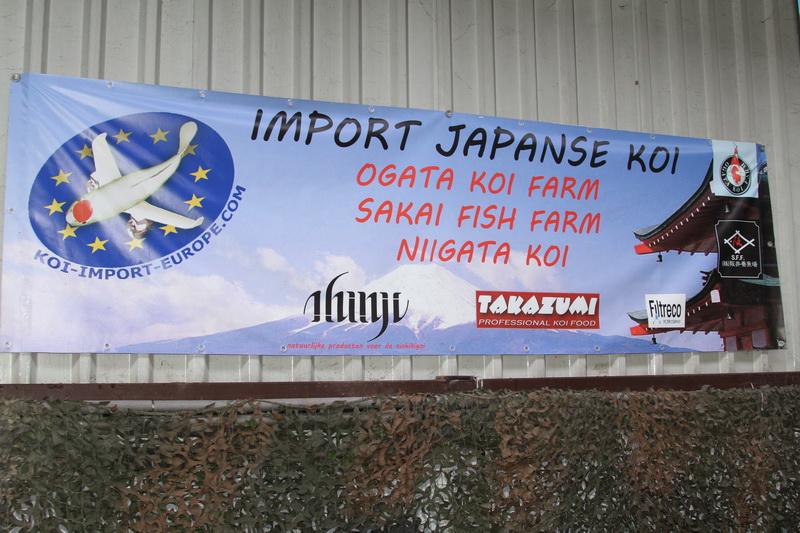 IMPORT JAPANSE KOI
OGATA KOI FARM
SAKAI FISH FARM
NIIGATA KOI
KOI-IMPORT-EUROPE.COM
shinji
natuurlijke producten voor de nishikigoi
TAKAZUMI
PROFESSIONAL KOI FOOD
Filtreco
S.F.F.